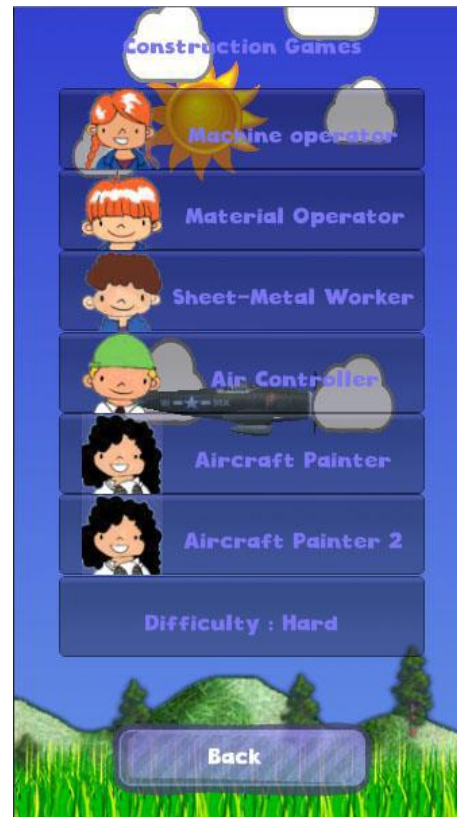 Construction Games
Machine operator
Material Operator
Sheet-Metal Worker
Air Controller
Aircraft Painter
Aircraft Painter 2
Difficulty : Hard
Back